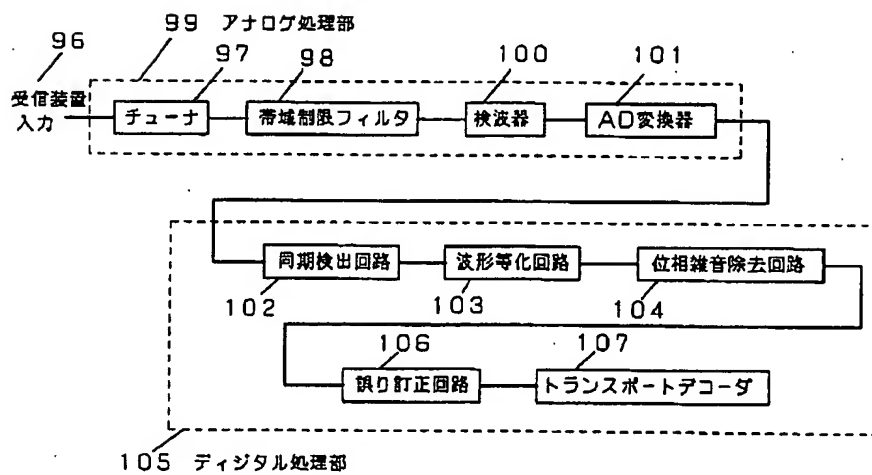 99 アナログ処理部
96
97
98
100
101
受信装置
入力
チューナ
帯域制限フィルタ
検波器
AD変換器
同期検出回路
波形等化回路
位相雑音除去回路
102
103
104
106
107
誤り訂正回路
トランスポートデコーダ
105 ディジタル処理部